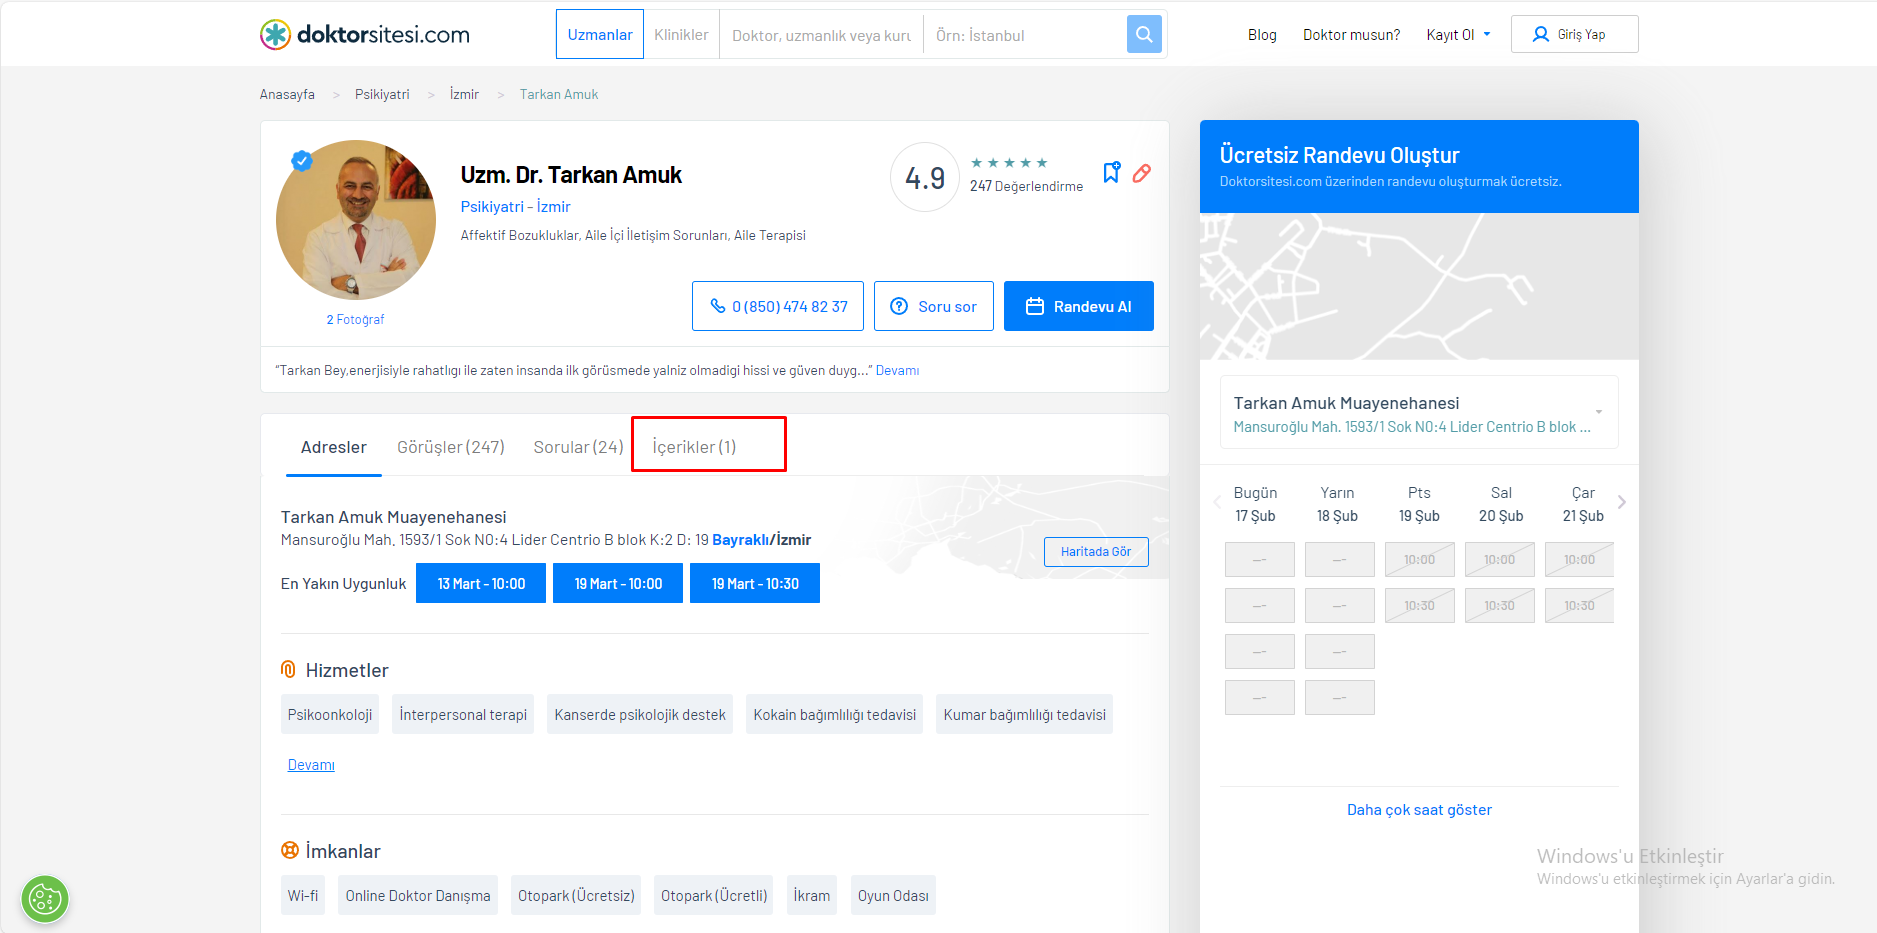 doktorsitesi.com
Uzmanlar
Klinikler
Doktor, uzmanlık veya kuru
Örn: İstanbul
Blog
Doktor musun?
Kayıt Ol
Giriş Yap
Anasayfa > Psikiyatri > İzmir > Tarkan Amuk
Uzm. Dr. Tarkan Amuk
Psikiyatri - İzmir
Affektif Bozukluklar, Aile İçi İletişim Sorunları, Aile Terapisi
4.9
247 Değerlendirme
2 Fotoğraf
0 (850) 474 82 37
Soru sor
Randevu Al
“Tarkan Bey,enerjisiyle rahatlıgı ile zaten insanda ilk görüsmede yalniz olmadigi hissi ve güven duyg...” Devamı
Adresler
Görüşler (247)
Sorular (24)
İçerikler (1)
Tarkan Amuk Muayenehanesi
Mansuroğlu Mah. 1593/1 Sok N0:4 Lider Centrio B blok K:2 D: 19 Bayraklı/İzmir
Haritada Gör
En Yakın Uygunluk
13 Mart - 10:00
19 Mart - 10:00
19 Mart - 10:30
Hizmetler
Psikoonkoloji
İnterpersonal terapi
Kanserde psikolojik destek
Kokain bağımlılığı tedavisi
Kumar bağımlılığı tedavisi
Devamı
İmkanlar
Wi-fi
Online Doktor Danışma
Otopark (Ücretsiz)
Otopark (Ücretli)
İkram
Oyun Odası
Ücretsiz Randevu Oluştur
Doktorsitesi.com üzerinden randevu oluşturmak ücretsiz.
Tarkan Amuk Muayenehanesi
Mansuroğlu Mah. 1593/1 Sok N0:4 Lider Centrio B blok ...
Bugün Yarın Pts Sal Çar
17 Şub 18 Şub 19 Şub 20 Şub 21 Şub
—- —- 10:00 10:00 10:00
—- —- 10:30 10:30 10:30
—- —-
—- —-
Daha çok saat göster
Windows'u Etkinleştir
Windows'u etkinleştirmek için Ayarlar'a gidin.